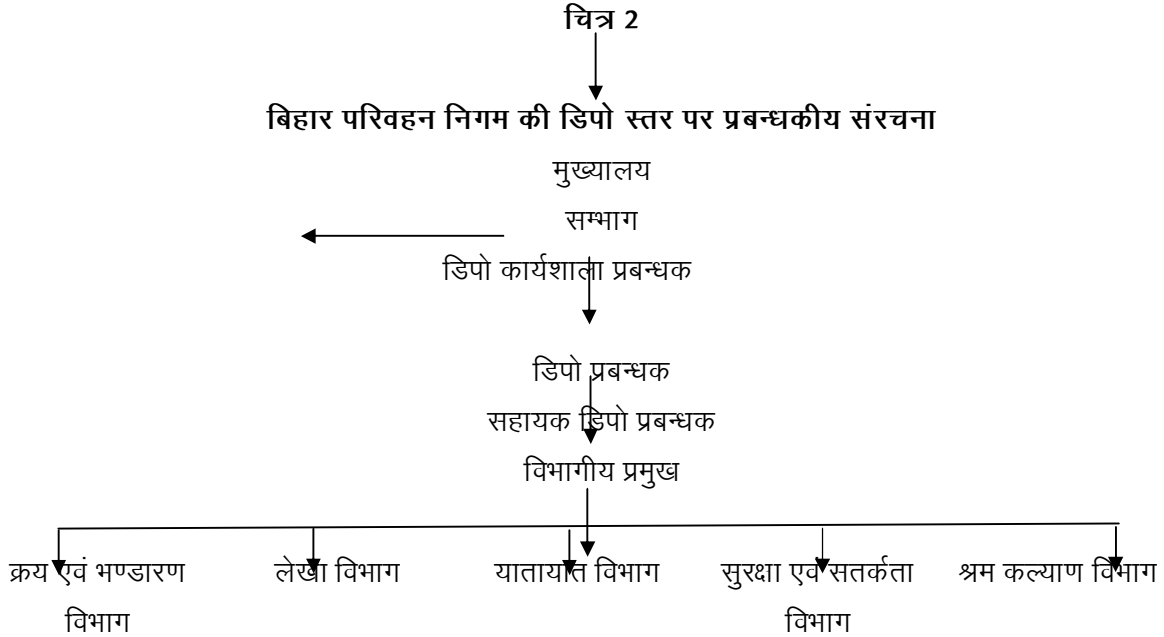 चित्र 2
बिहार परिवहन निगम की डिपो स्तर पर प्रबन्धकीय संरचना
मुख्यालय
सम्भाग
डिपो कार्यशाला प्रबन्धक
डिपो प्रबन्धक
सहायक डिपो प्रबन्धक
विभागीय प्रमुख
क्रय एवं भण्डारण लेखा विभाग यातायात विभाग सुरक्षा एवं सतर्कता श्रम कल्याण विभाग
विभाग विभाग